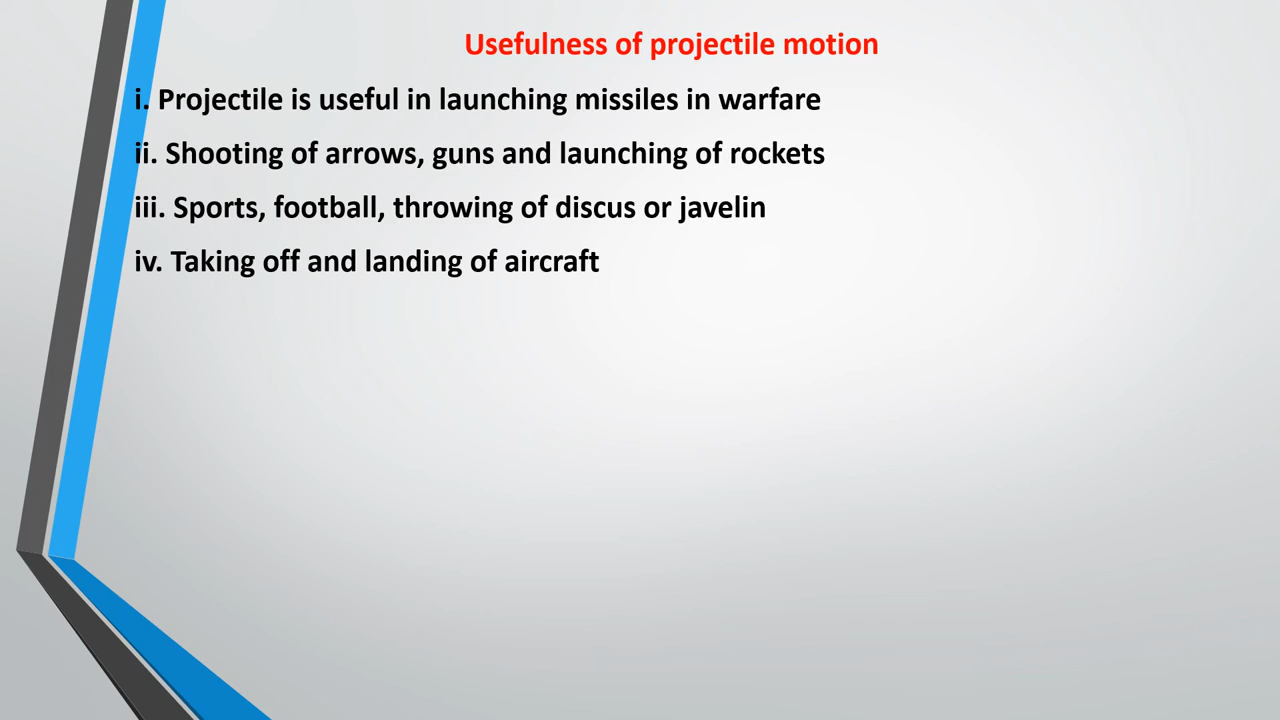 Usefulness of projectile motion
i. Projectile is useful in launching missiles in warfare
ii. Shooting of arrows, guns and launching of rockets
iii. Sports, football, throwing of discus or javelin
iv. Taking off and landing of aircraft